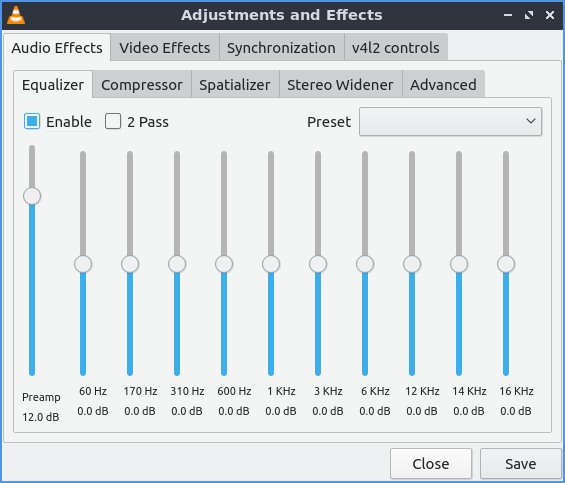 Adjustments and Effects
Audio Effects Video Effects Synchronization v4l2 controls
Equalizer Compressor Spatializer Stereo Widener Advanced
Enable 2 Pass Preset
Preamp 60 Hz 170 Hz 310 Hz 600 Hz 1 KHz 3 KHz 6 KHz 12 KHz 14 KHz 16 KHz
12.0 dB 0.0 dB 0.0 dB 0.0 dB 0.0 dB 0.0 dB 0.0 dB 0.0 dB 0.0 dB 0.0 dB 0.0 dB
Close Save